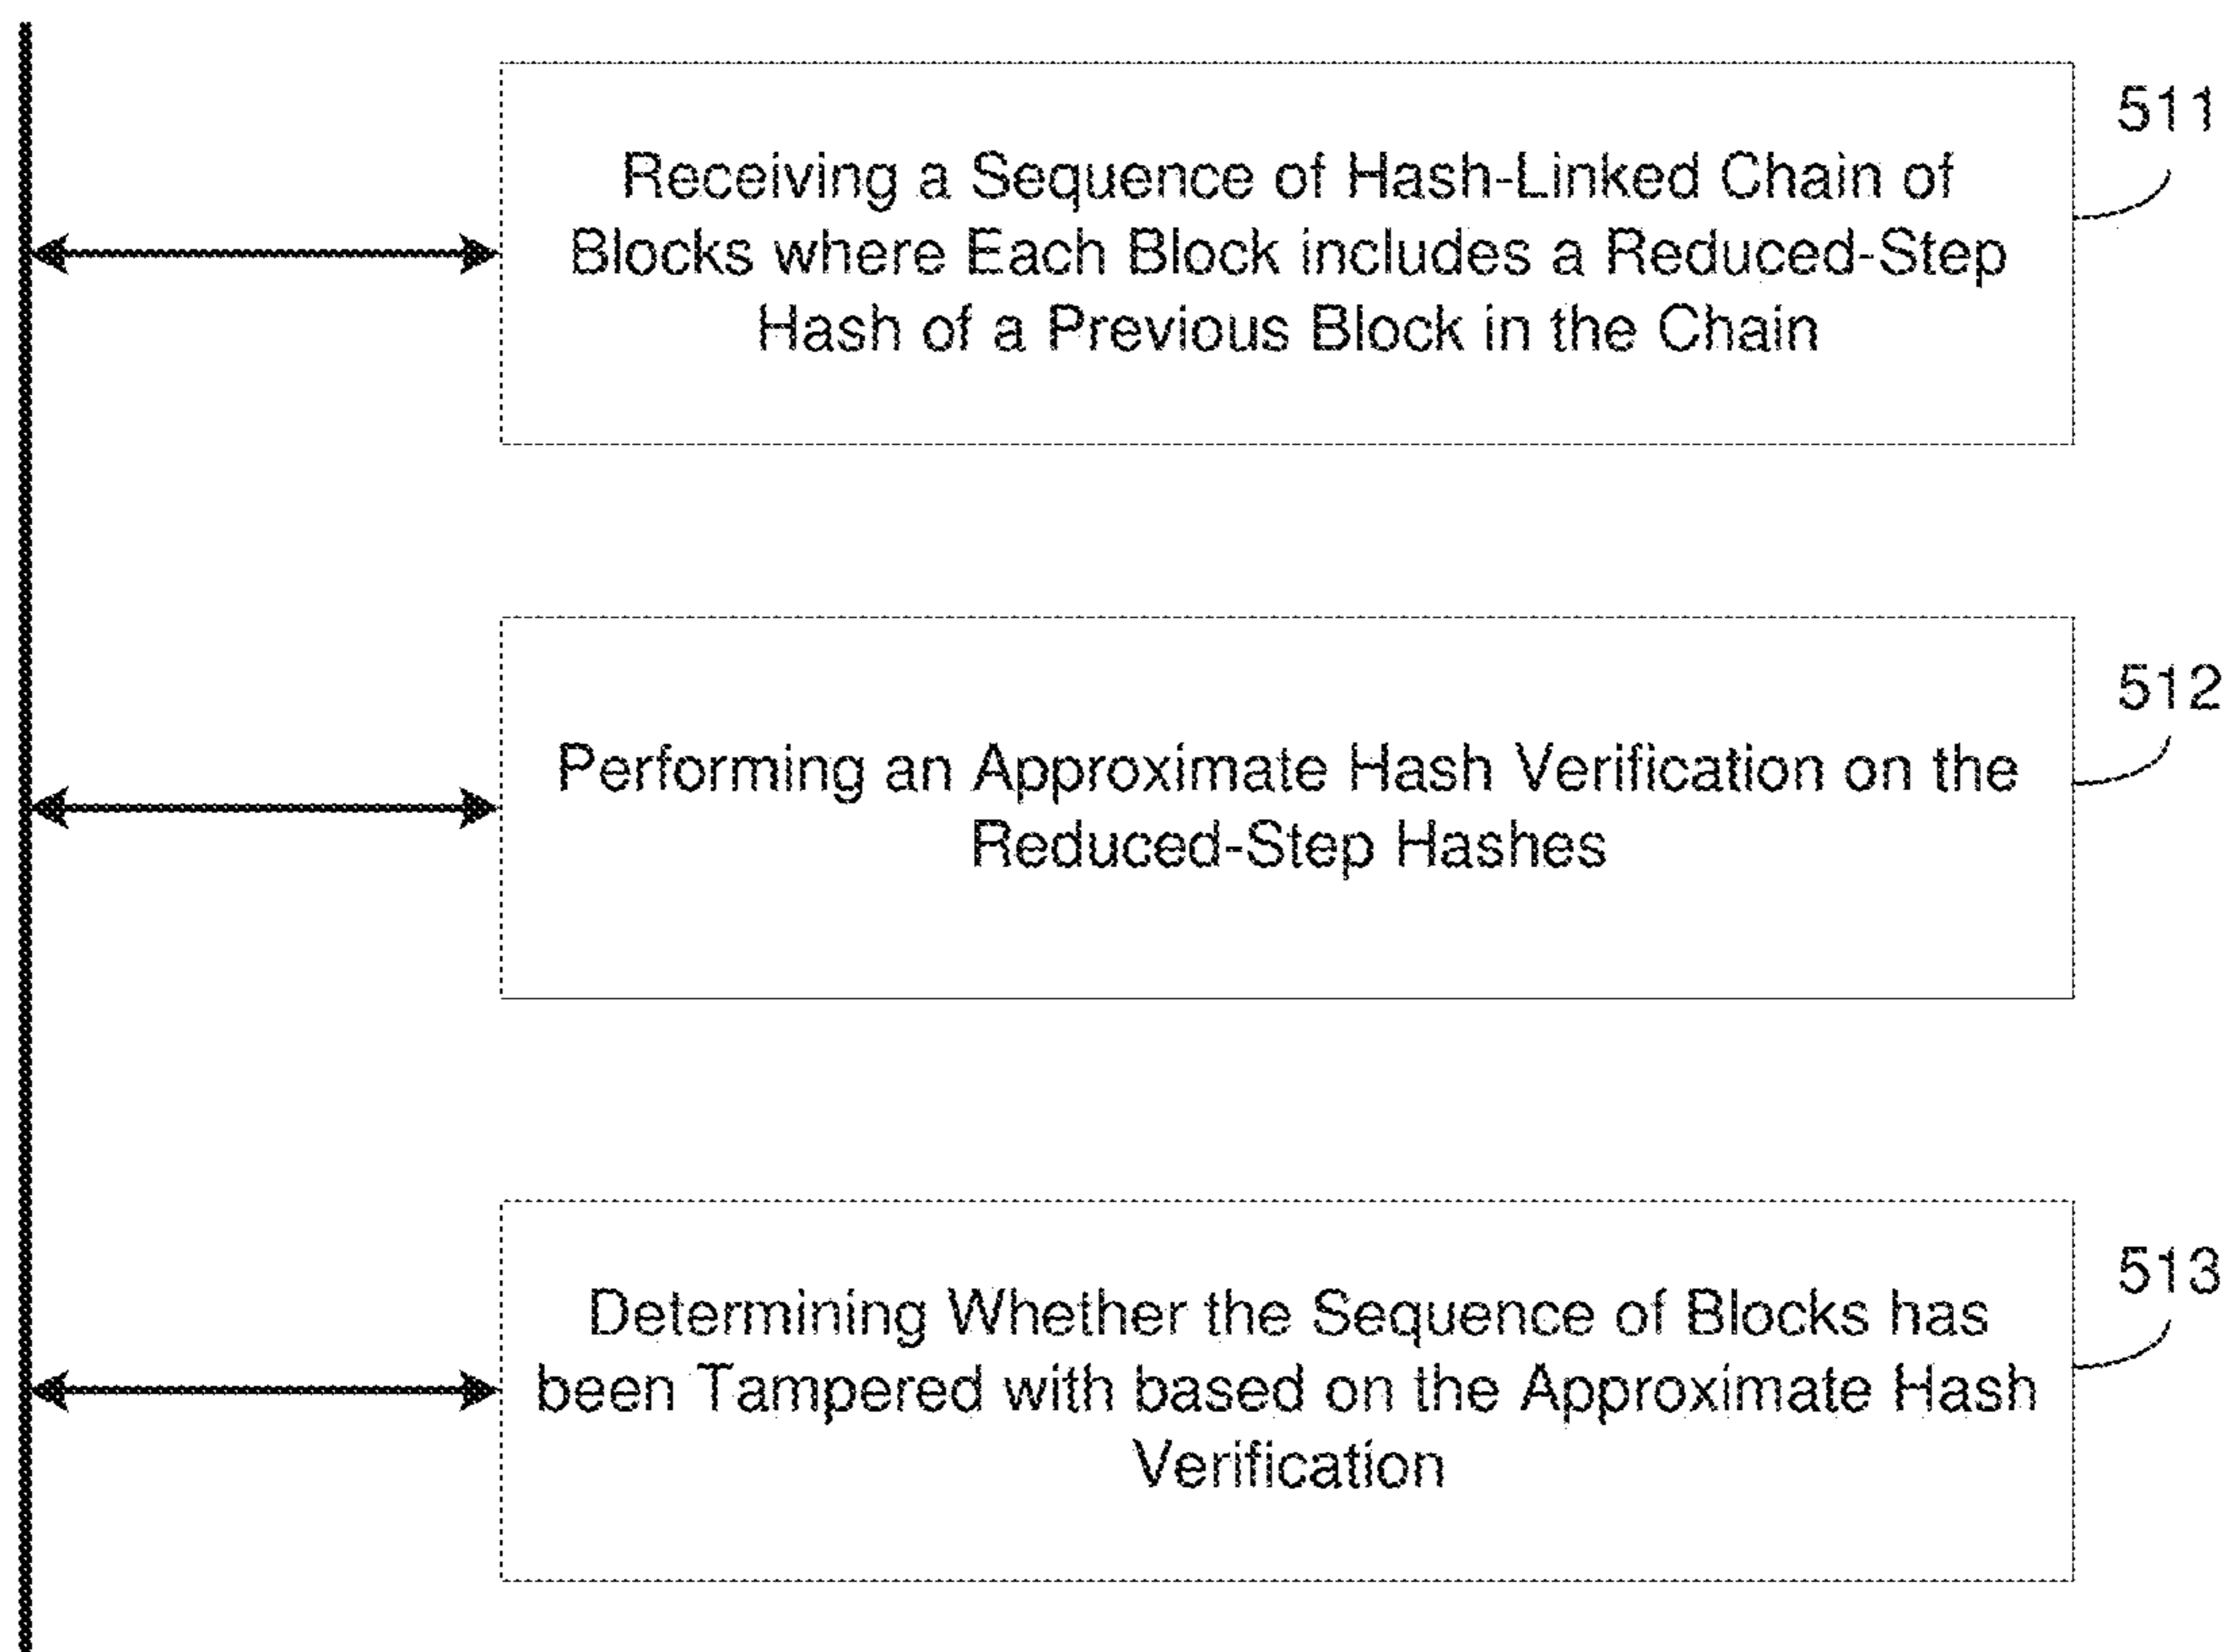 511
Receiving a Sequence of Hash-Linked Chain of
Blocks where Each Block includes a Reduced-Step
Hash of a Previous Block in the Chain
512
Performing an Approximate Hash Verification on the
Reduced-Step Hashes
513
Determining Whether the Sequence of Blocks has
been Tampered with based on the Approximate Hash
Verification